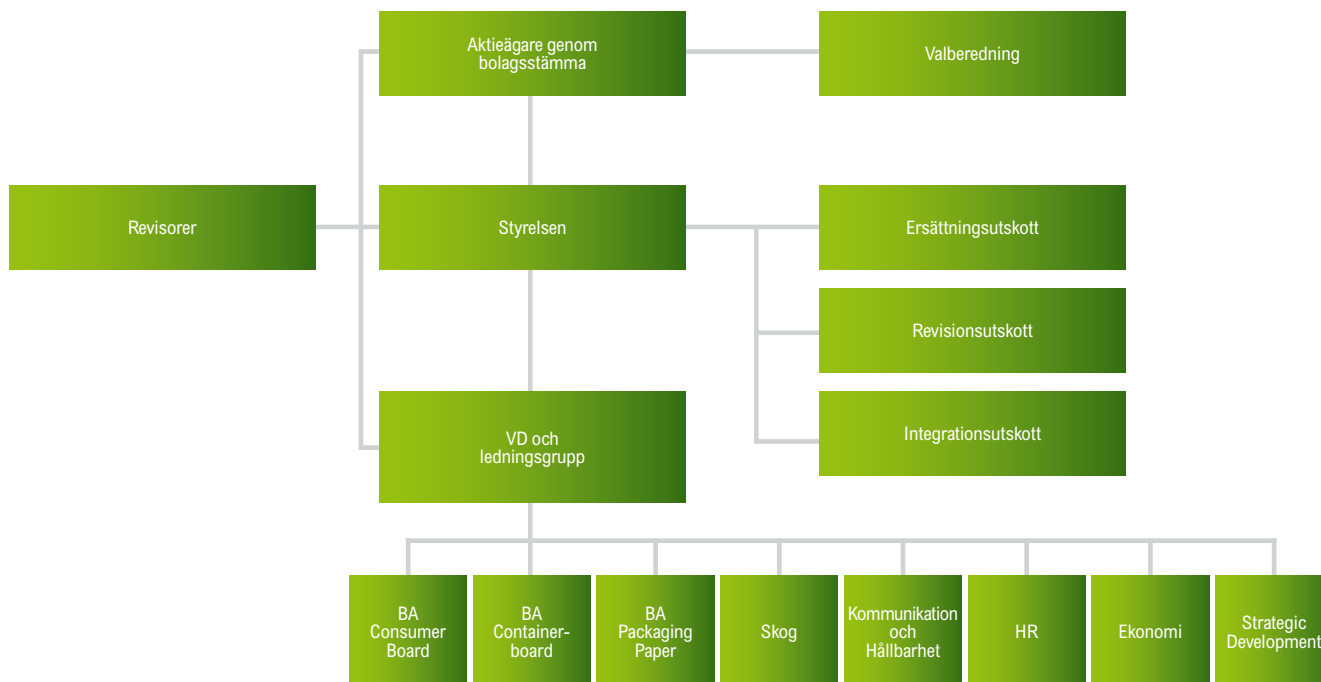 Aktieägare genom
bolagsstämma
Valberedning
Revisorer
Styrelsen
Ersättningsutskott
Revisionsutskott
VD och
ledningsgrupp
Integrationsutskott
BA
Consumer
Board
BA
Container-
board
BA
Packaging
Paper
Skog
Kommunikation
och
Hållbarhet
HR
Ekonomi
Strategic
Development